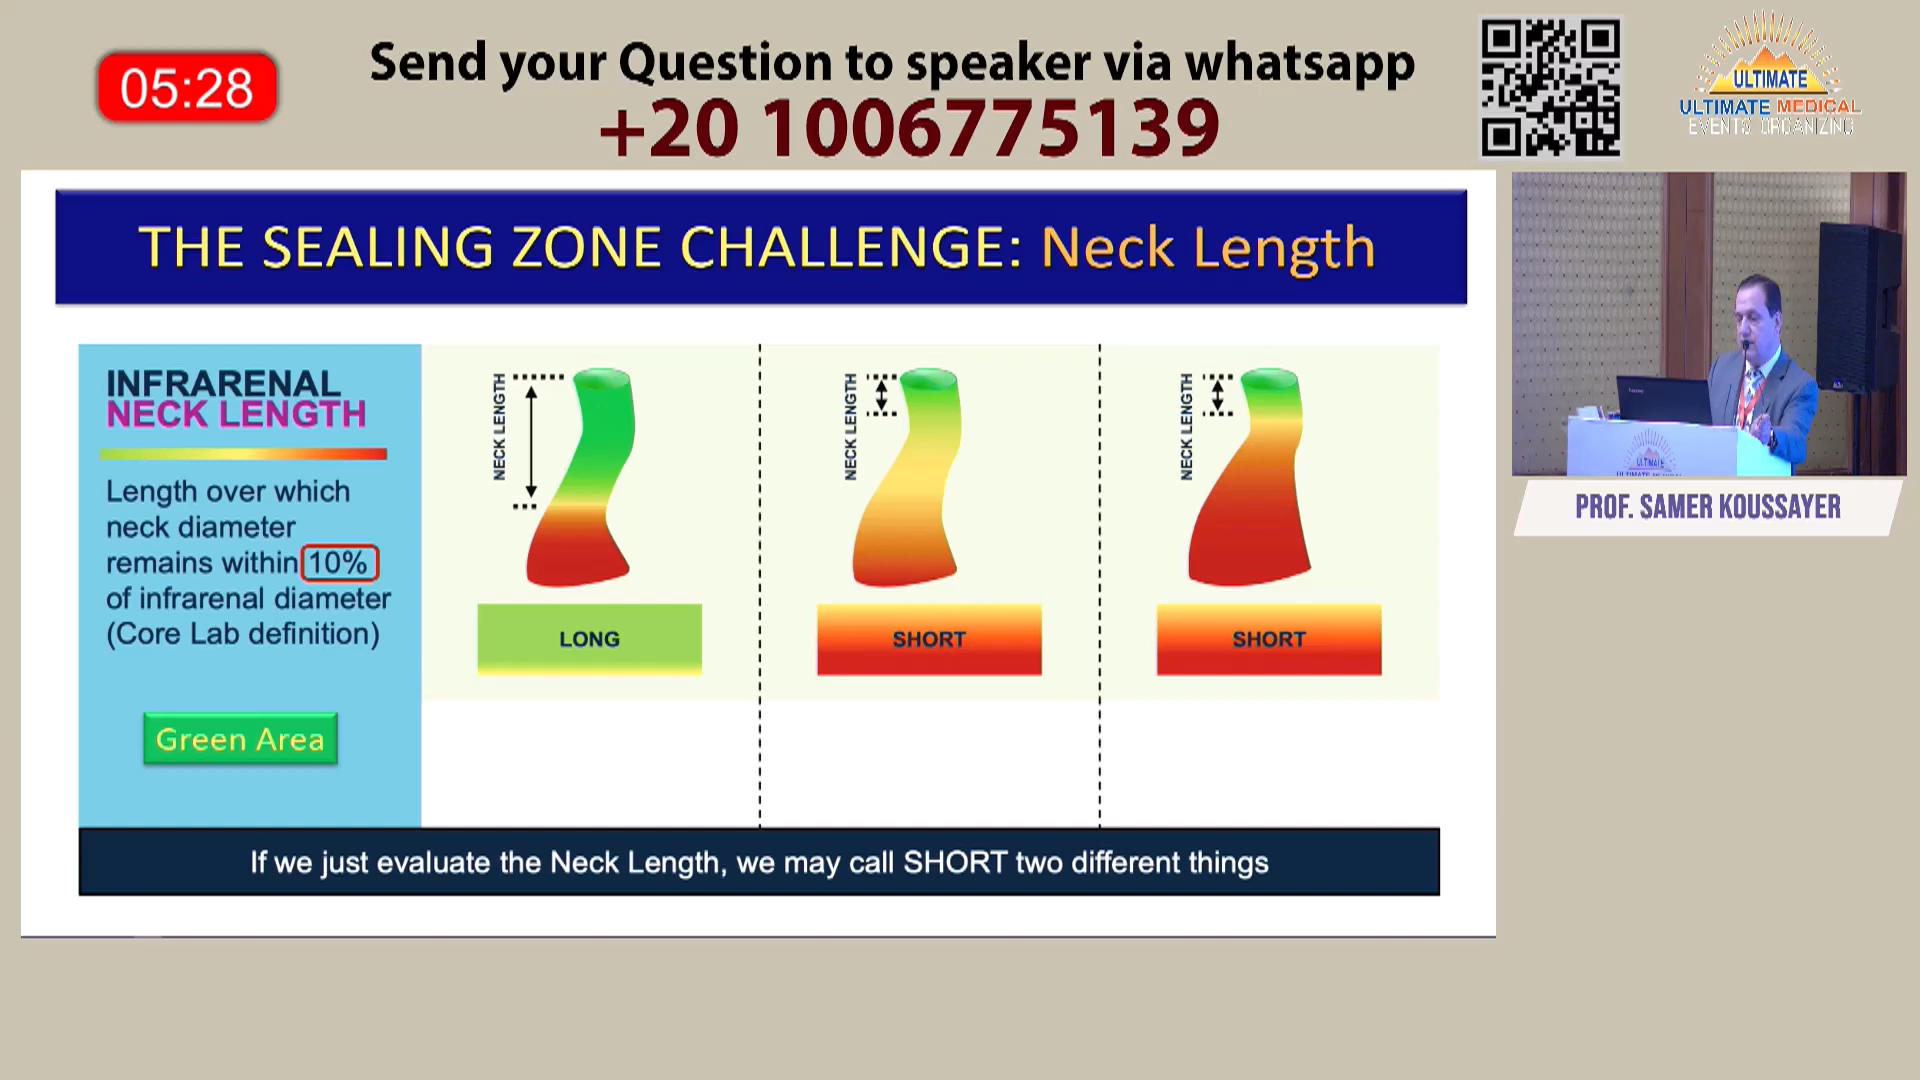 05:28
Send your Question to speaker via whatsapp
+20 1006775139
ULTIMATE
ULTIMATE MEDICAL
EVENTS ORGANIZING
THE SEALING ZONE CHALLENGE: Neck Length
INFRARENAL
NECK LENGTH
Length over which
neck diameter
remains within 10%
of infrarenal diameter
(Core Lab definition)
Green Area
NECK LENGTH
LONG
NECK LENGTH
SHORT
NECK LENGTH
SHORT
If we just evaluate the Neck Length, we may call SHORT two different things
ULTIMATE
PROF. SAMER KOUSSAYER